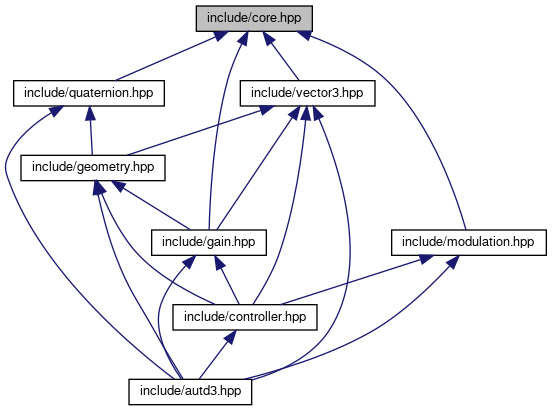 include/core.hpp
include/quaternion.hpp
include/vector3.hpp
include/geometry.hpp
include/gain.hpp
include/modulation.hpp
include/controller.hpp
include/autd3.hpp